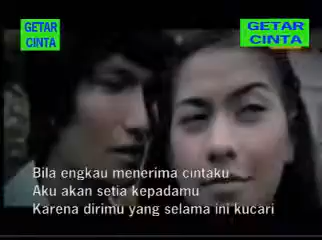 GETAR
CINTA
GETAR
CINTA
Bila engkau menerima cintaku
Aku akan setia kepadamu
Karena dirimu yang selama ini kucari